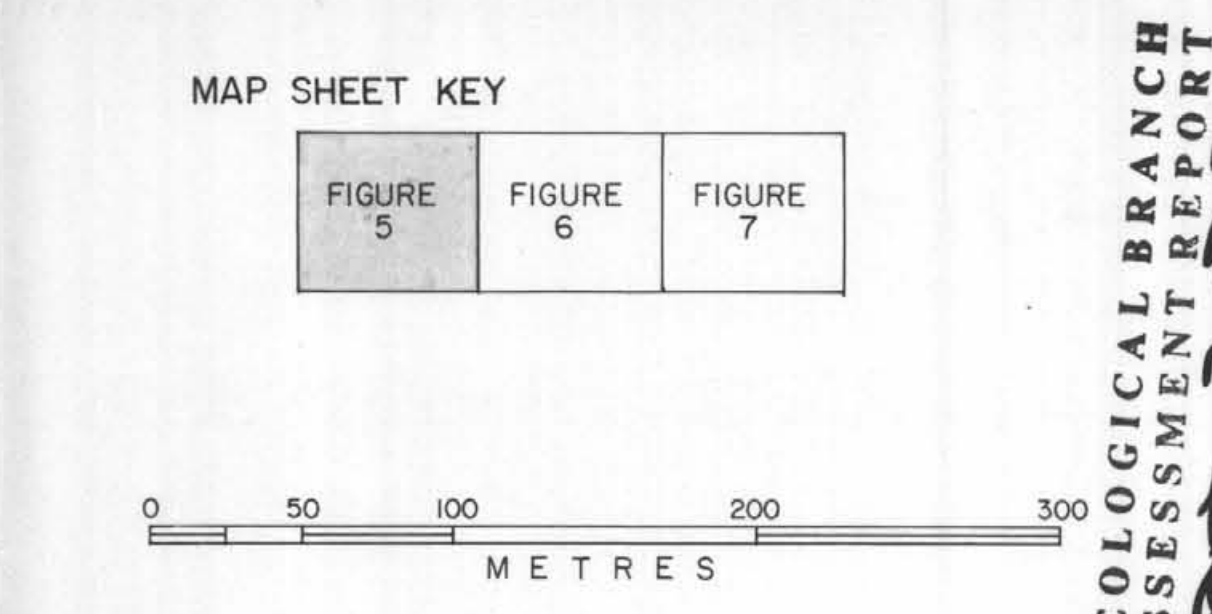 MAP SHEET KEY
FIGURE
5
FIGURE
6
FIGURE
7
0 50 100 200 300
METRES
OLOGICAL BRANCH
SESSMENT REPORT